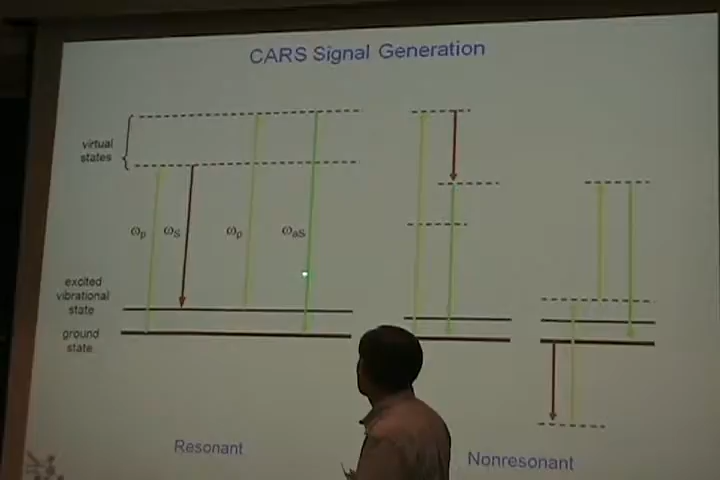 CARS Signal Generation
virtual
states
ωp ωS ωp ωaS
excited
vibrational
state
ground
state
Resonant
Nonresonant